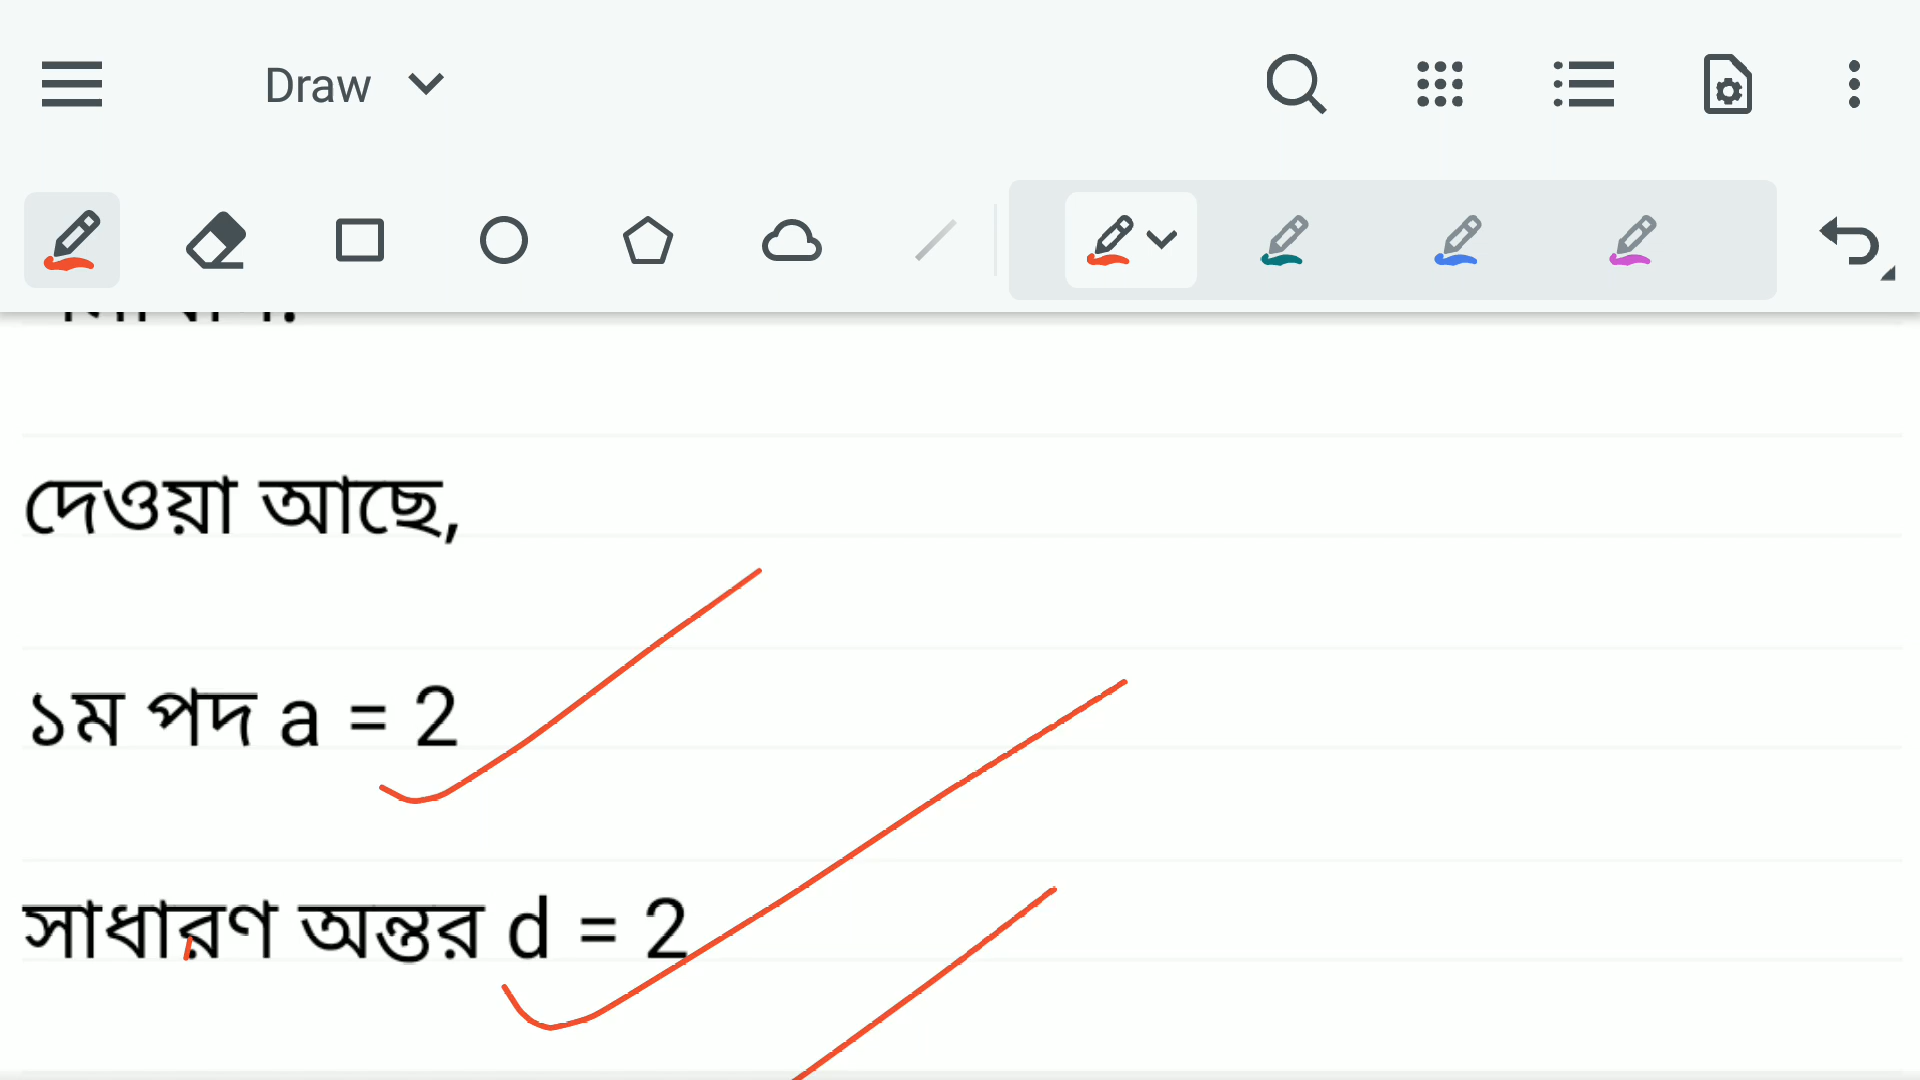 Draw
দেওয়া আছে,
১ম পদ a = 2
সাধারণ অন্তর d = 2